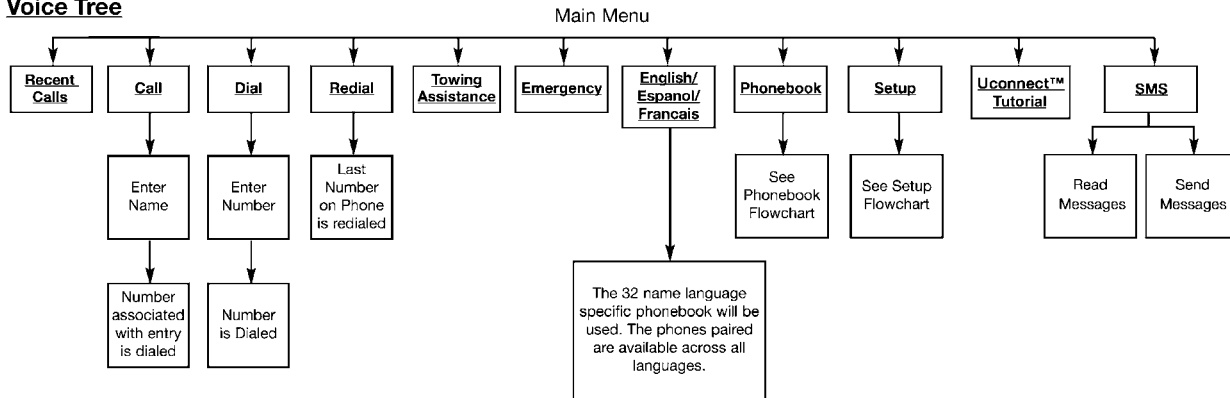 Voice Tree
Main Menu
Recent
Calls
Call
Dial
Redial
Towing
Assistance
Emergency
English/
Espanol/
Francais
Phonebook
Setup
Uconnect™
Tutorial
SMS
Enter
Name
Enter
Number
Last
Number
on Phone
is redialed
See
Phonebook
Flowchart
See Setup
Flowchart
Read
Messages
Send
Messages
Number
associated
with entry
is dialed
Number
is Dialed
The 32 name language
specific phonebook will be
used. The phones paired
are available across all
languages.